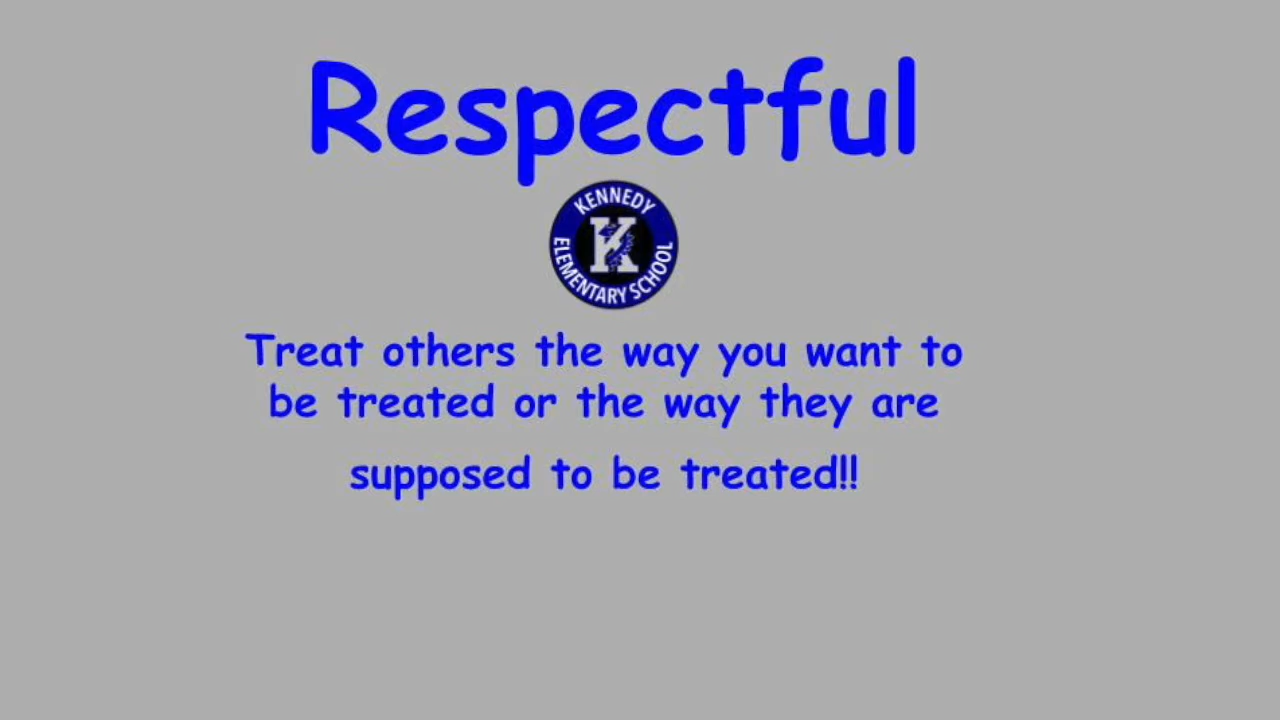 Respectful
KENNEDY
K
ELEMENTARY SCHOOL
Treat others the way you want to
be treated or the way they are
supposed to be treated!!